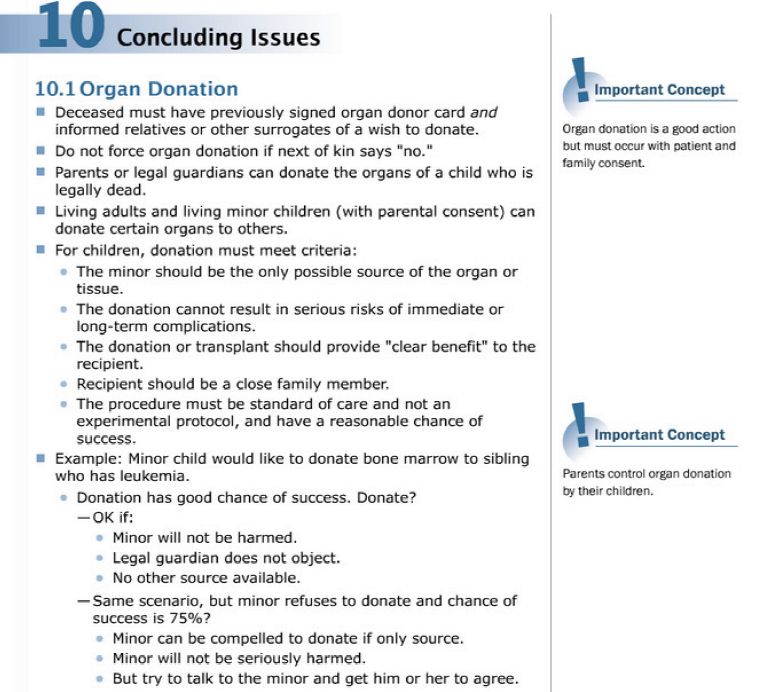 10 Concluding Issues
10.1 Organ Donation
Deceased must have previously signed organ donor card and
informed relatives or other surrogates of a wish to donate.
Do not force organ donation if next of kin says "no."
Parents or legal guardians can donate the organs of a child who is
legally dead.
Living adults and living minor children (with parental consent) can
donate certain organs to others.
For children, donation must meet criteria:
The minor should be the only possible source of the organ or
tissue.
The donation cannot result in serious risks of immediate or
long-term complications.
The donation or transplant should provide "clear benefit" to the
recipient.
Recipient should be a close family member.
The procedure must be standard of care and not an
experimental protocol, and have a reasonable chance of
success.
Example: Minor child would like to donate bone marrow to sibling
who has leukemia.
Donation has good chance of success. Donate?
—OK if:
Minor will not be harmed.
Legal guardian does not object.
No other source available.
—Same scenario, but minor refuses to donate and chance of
success is 75%?
Minor can be compelled to donate if only source.
Minor will not be seriously harmed.
But try to talk to the minor and get him or her to agree.
! Important Concept
Organ donation is a good action
but must occur with patient and
family consent.
! Important Concept
Parents control organ donation
by their children.